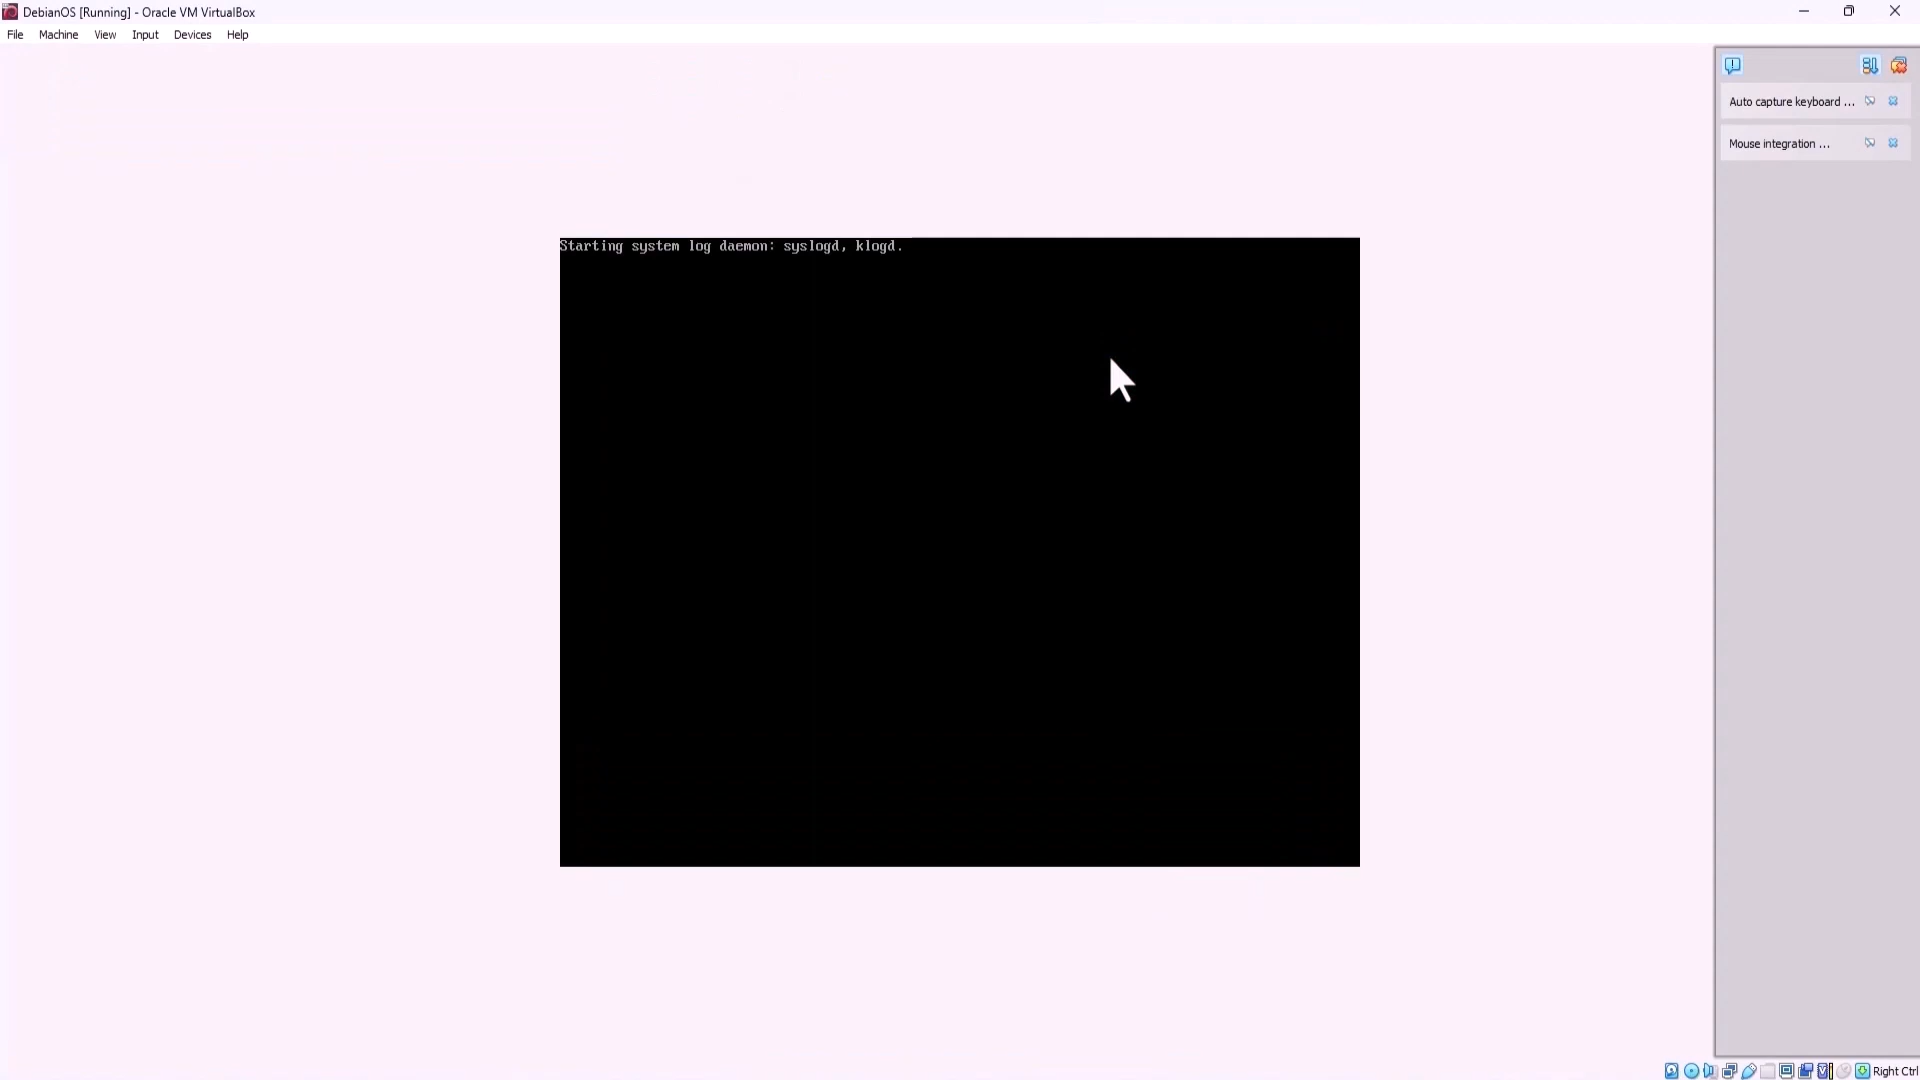 DebianOS [Running] - Oracle VM VirtualBox
File Machine View Input Devices Help
Auto capture keyboard ...
Mouse integration ...
Starting system log daemon: syslogd, klogd.
Right Ctrl